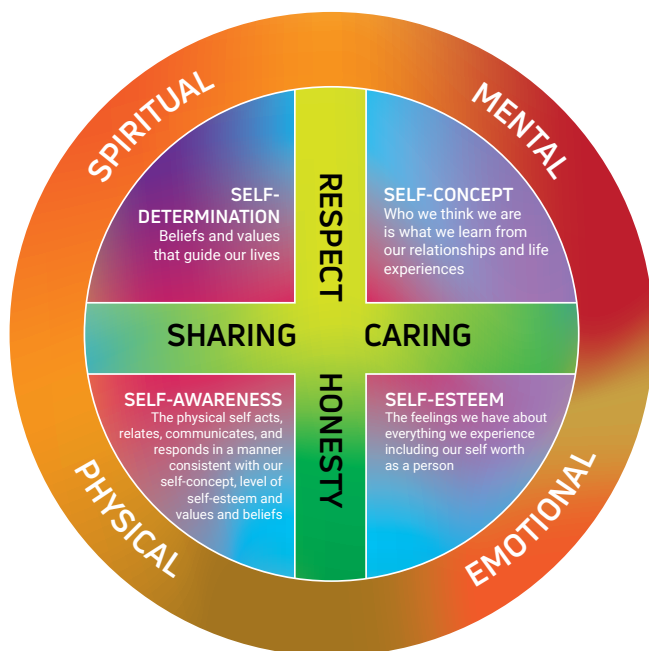 SPIRITUAL
MENTAL
SELF-
DETERMINATION
Beliefs and values
that guide our lives
RESPECT
SELF-CONCEPT
Who we think we are
is what we learn from
our relationships and life
experiences
SHARING
CARING
SELF-AWARENESS
The physical self acts,
relates, communicates, and
responds in a manner
consistent with our
self-concept, level of
self-esteem and
values and beliefs
HONESTY
SELF-ESTEEM
The feelings we have about
everything we experience
including our self worth
as a person
PHYSICAL
EMOTIONAL